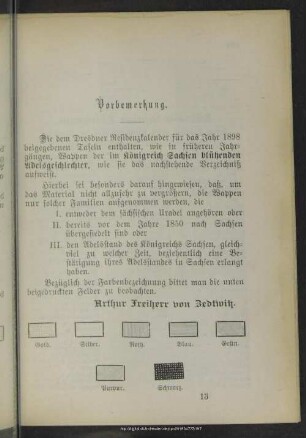 Vorbemerkung.
Die dem Dresdner Residenzkalender für das Jahr 1898
beigegebenen Tafeln enthalten, wie in früheren Jahr-
gängen, Wappen der im Königreich Sachsen blühenden
Adelsgeschlechter, wie sie das nachstehende Verzeichniß
aufweist.
Hierbei sei besonders darauf hingewiesen, daß, um
das Material nicht allzusehr zu vergrößern, die Wappen
nur solcher Familien aufgenommen werden, die
I. entweder dem sächsischen Uradel angehören oder
II. bereits vor dem Jahre 1850 nach Sachsen
übergesiedelt sind oder
III. den Adelsstand des Königreichs Sachsen, gleich-
viel zu welcher Zeit, beziehentlich eine Be-
stätigung ihres Adelsstandes in Sachsen erlangt
haben.
Bezüglich der Farbenbezeichnung bittet man die unten
beigedruckten Felder zu beobachten.
Arthur Freiherr von Zedtwitz.
Gold. Silber. Roth. Blau. Grün.
Purpur. Schwarz.
13